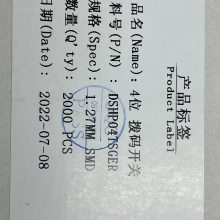 产品标签
Product Label
品名(Name): 4位 拨码开关
料号(P/N): DSHP04TSGER
规格(Spec): 1.27MM SMD
数量(Q'ty): 2000 PCS
日期(Date): 2022-07-08